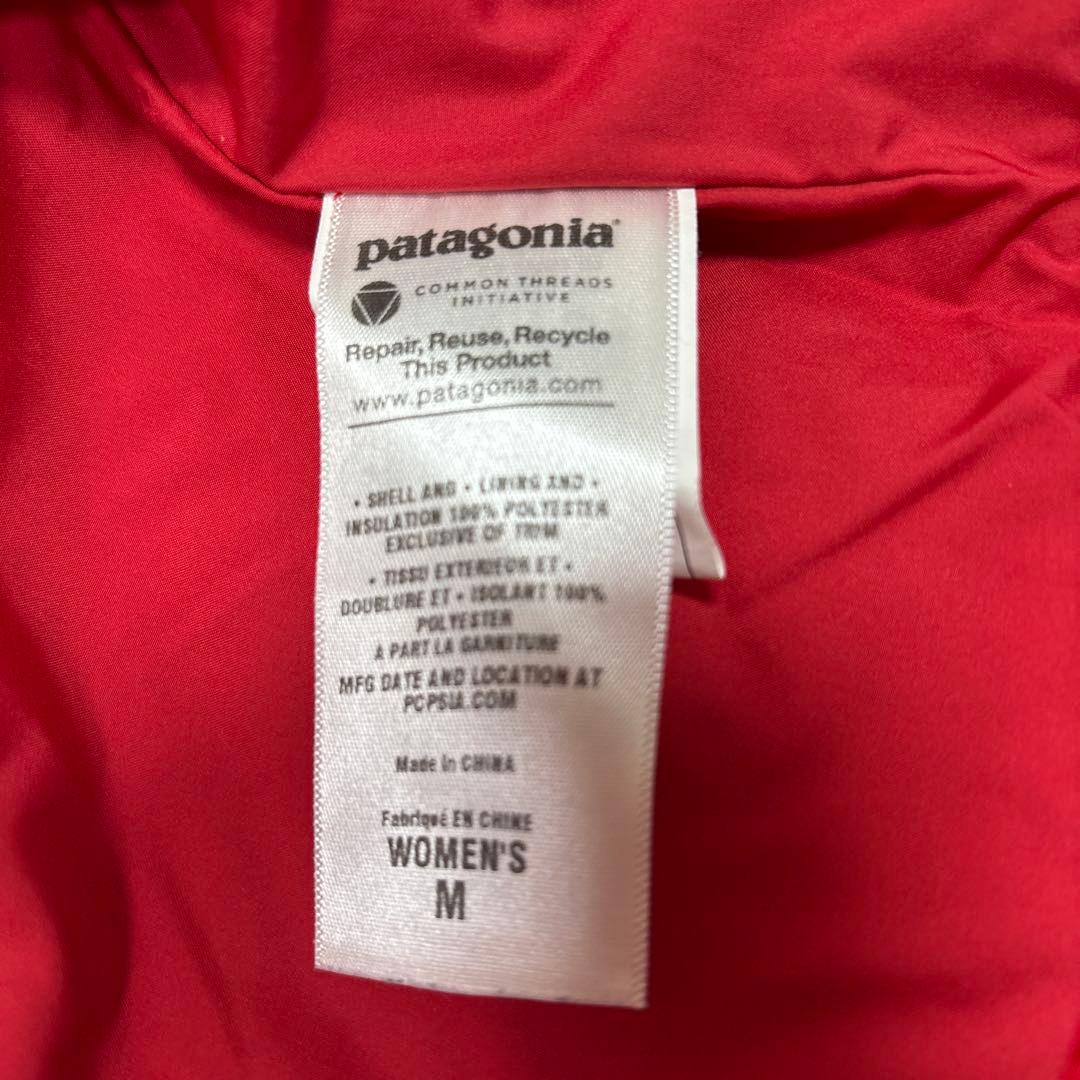 patagonia®
COMMON THREADS
INITIATIVE
Repair, Reuse, Recycle
This Product
www.patagonia.com
• SHELL AND • LINING AND •
INSULATION 100% POLYESTER
EXCLUSIVE OF TRIM
• TISSU EXTERIEUR ET •
DOUBLURE ET • ISOLANT 100%
POLYESTER
A PART LA GARNITURE
MFG DATE AND LOCATION AT
PCPSIA.COM
Made in CHINA
Fabriqué EN CHINE
WOMEN'S
M